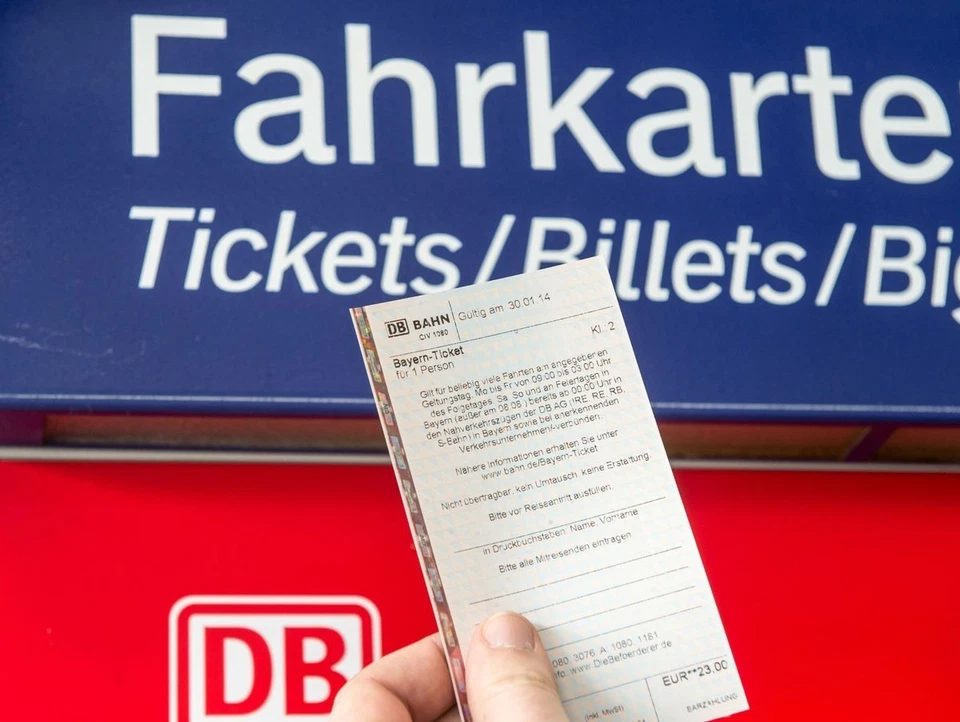 Fahrkarte
Tickets/Billets/Big
DB BAHN
CIV 1080
Gültig am 30.01.14
Kl.: 2
Bayern-Ticket
für 1 Person
Gilt für beliebig viele Fahrten am angegebenen
Geltungstag, Mo bis Fr von 09:00 bis 03:00 Uhr
des Folgetages, Sa, So und an Feiertagen in
Bayern (außer am 08.08.) bereits ab 00:00 Uhr in
den Nahverkehrszügen der DB AG (IRE, RE, RB,
S-Bahn) in Bayern sowie bei anerkennenden
Verkehrsunternehmen/-verbünden.
Nähere Informationen erhalten Sie unter
www.bahn.de/Bayern-Ticket
Nicht übertragbar, kein Umtausch, keine Erstattung.
Bitte vor Reiseantritt ausfüllen
in Druckbuchstaben: Name, Vorname
Bitte alle Mitreisenden eintragen
080 3076 A 1080 1181
www.DieBefoerderer.de
EUR**23,00
(inkl. MwSt)
BARZAHLUNG
DB